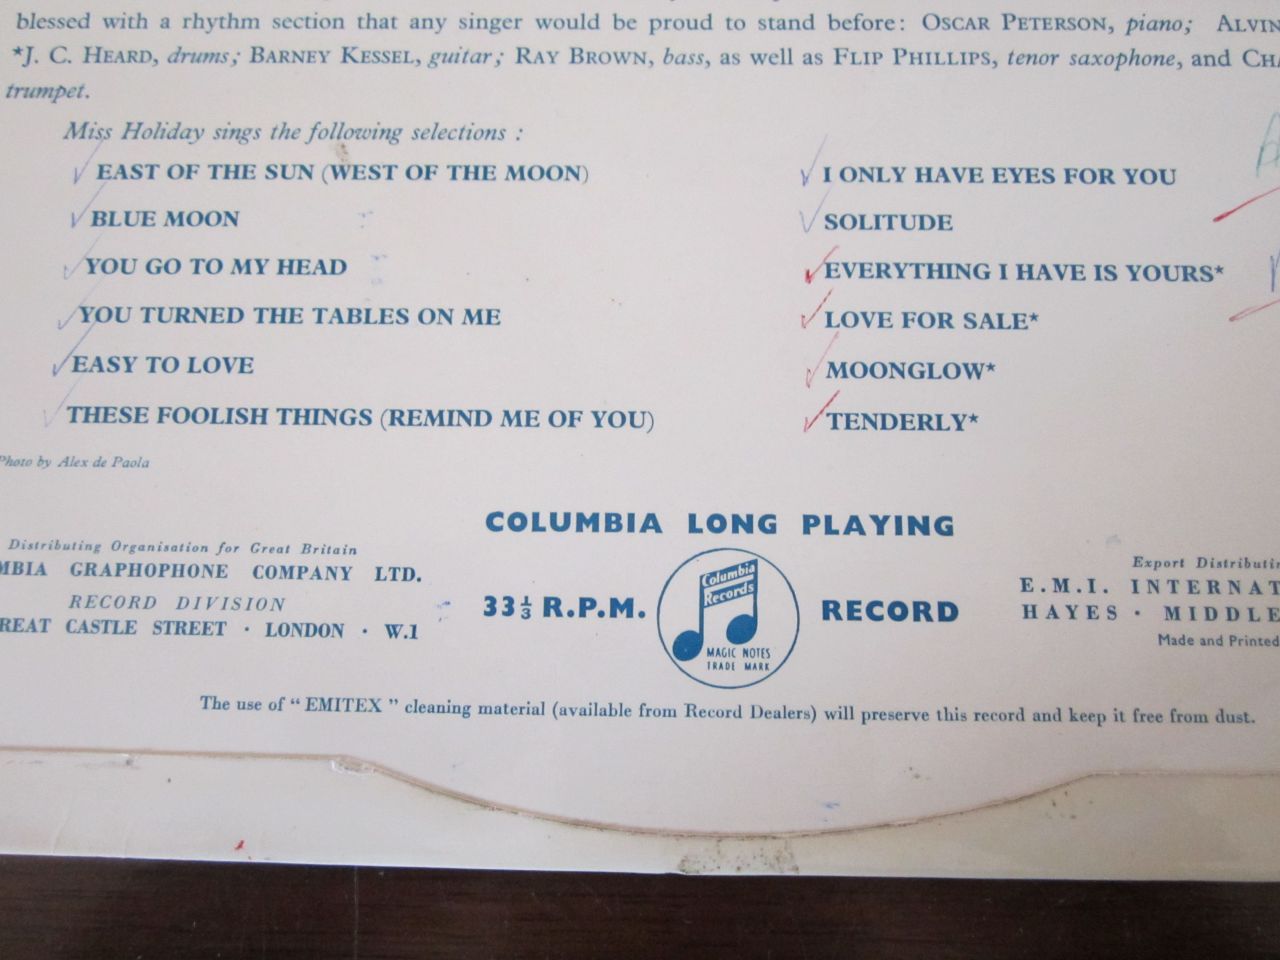 blessed with a rhythm section that any singer would be proud to stand before: OSCAR PETERSON, piano; ALVIN
*J. C. HEARD, drums; BARNEY KESSEL, guitar; RAY BROWN, bass, as well as FLIP PHILLIPS, tenor saxophone, and CHA
trumpet.
Miss Holiday sings the following selections :
EAST OF THE SUN (WEST OF THE MOON)
BLUE MOON
YOU GO TO MY HEAD
YOU TURNED THE TABLES ON ME
EASY TO LOVE
THESE FOOLISH THINGS (REMIND ME OF YOU)
I ONLY HAVE EYES FOR YOU
SOLITUDE
EVERYTHING I HAVE IS YOURS*
LOVE FOR SALE*
MOONGLOW*
TENDERLY*
Photo by Alex de Paola
Distributing Organisation for Great Britain
MBIA GRAPHOPHONE COMPANY LTD.
RECORD DIVISION
REAT CASTLE STREET · LONDON · W.1
COLUMBIA LONG PLAYING
33⅓ R.P.M.
Columbia
Records
MAGIC NOTES
TRADE MARK
RECORD
Export Distributin
E.M.I. INTERNAT
HAYES · MIDDLE
Made and Printed
The use of “ EMITEX ” cleaning material (available from Record Dealers) will preserve this record and keep it free from dust.